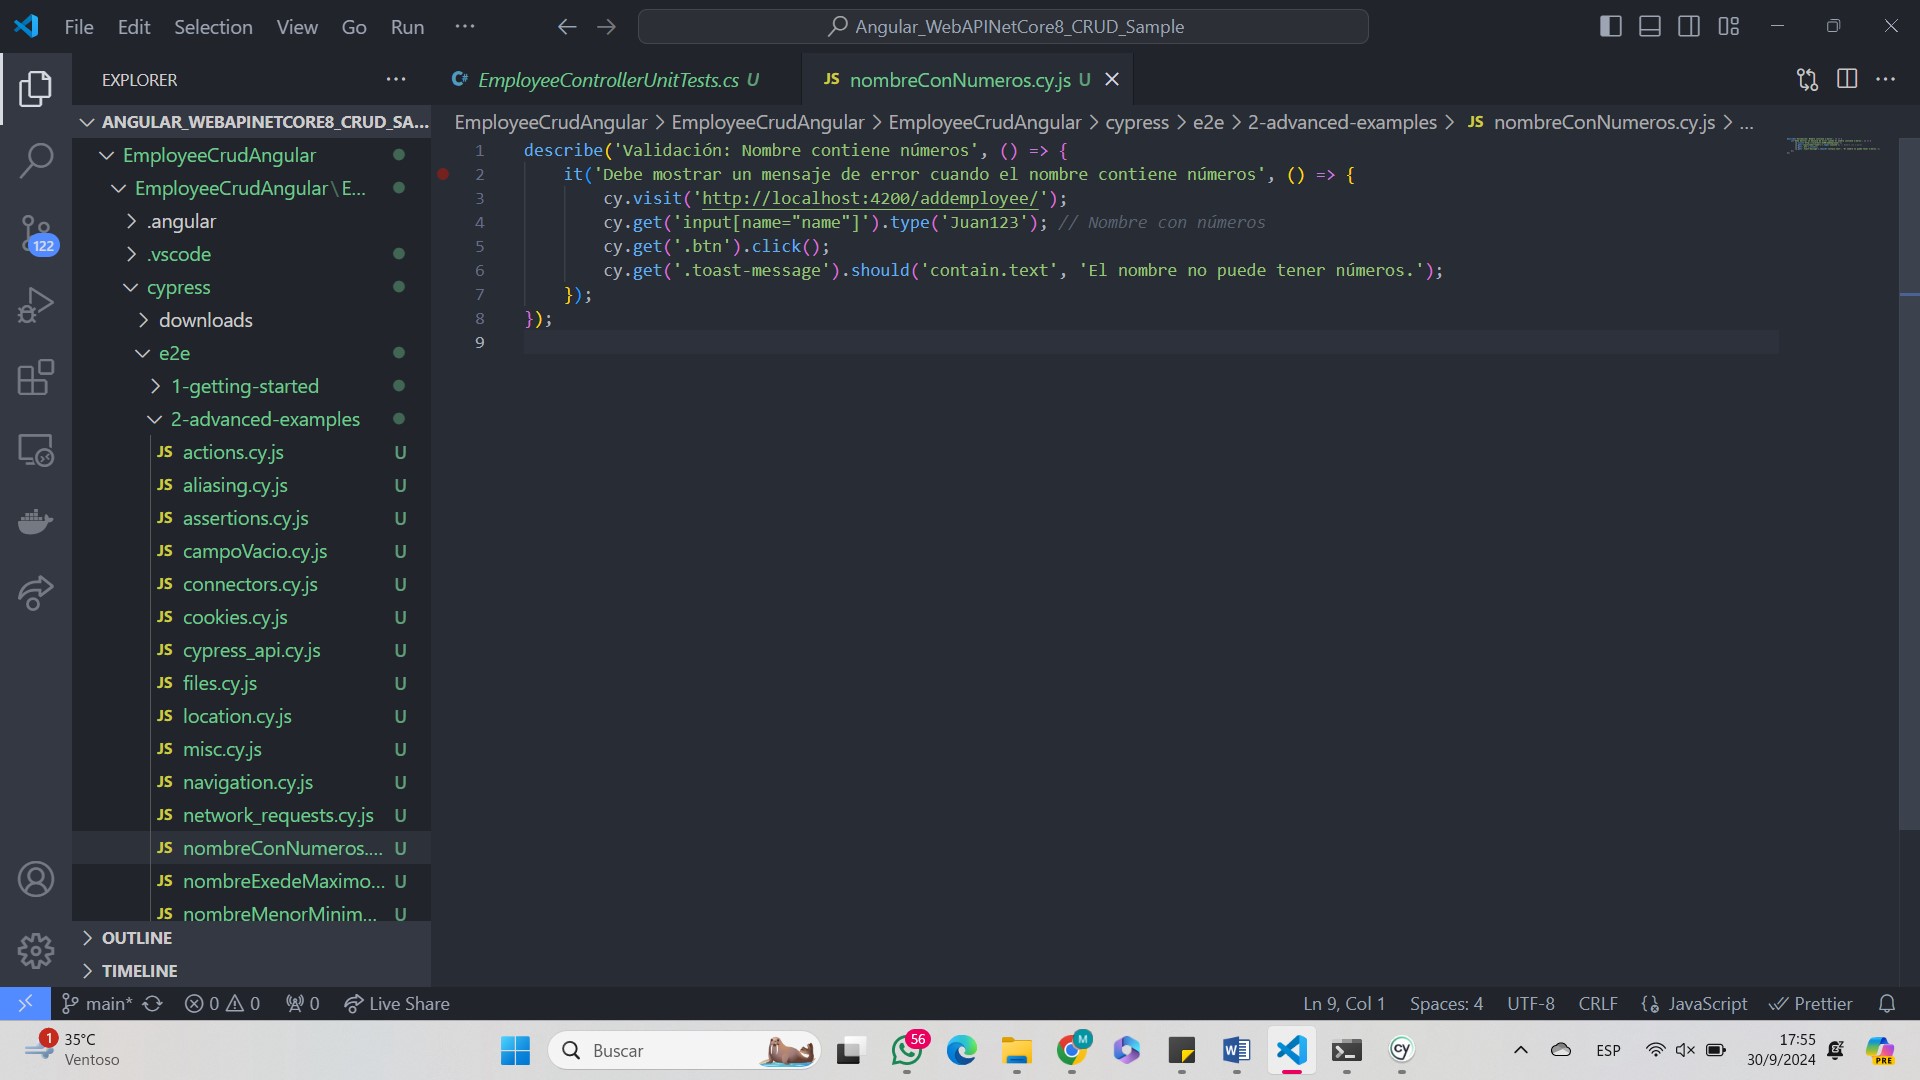 File Edit Selection View Go Run ···
Angular_WebAPINetCore8_CRUD_Sample
EXPLORER
EmployeeControllerUnitTests.cs U
JS nombreConNumeros.cy.js U
ANGULAR_WEBAPINETCORE8_CRUD_SA...
EmployeeCrudAngular > EmployeeCrudAngular > EmployeeCrudAngular > cypress > e2e > 2-advanced-examples > JS nombreConNumeros.cy.js > ...
EmployeeCrudAngular
EmployeeCrudAngular\E...
.angular
.vscode
cypress
downloads
e2e
1-getting-started
2-advanced-examples
JS actions.cy.js U
JS aliasing.cy.js U
JS assertions.cy.js U
JS campoVacio.cy.js U
JS connectors.cy.js U
JS cookies.cy.js U
JS cypress_api.cy.js U
JS files.cy.js U
JS location.cy.js U
JS misc.cy.js U
JS navigation.cy.js U
JS network_requests.cy.js U
JS nombreConNumeros.... U
JS nombreExedeMaximo... U
JS nombreMenorMinim... U
OUTLINE
TIMELINE
122
1 describe('Validación: Nombre contiene números', () => {
2 it('Debe mostrar un mensaje de error cuando el nombre contiene números', () => {
3 cy.visit('http://localhost:4200/addemployee/');
4 cy.get('input[name="name"]').type('Juan123'); // Nombre con números
5 cy.get('.btn').click();
6 cy.get('.toast-message').should('contain.text', 'El nombre no puede tener números.');
7 });
8 });
9
main* 0 0 0 Live Share
Ln 9, Col 1 Spaces: 4 UTF-8 CRLF JavaScript Prettier
1 35°C
Ventoso
Buscar
56
M
cy
ESP
17:55
30/9/2024
PRE